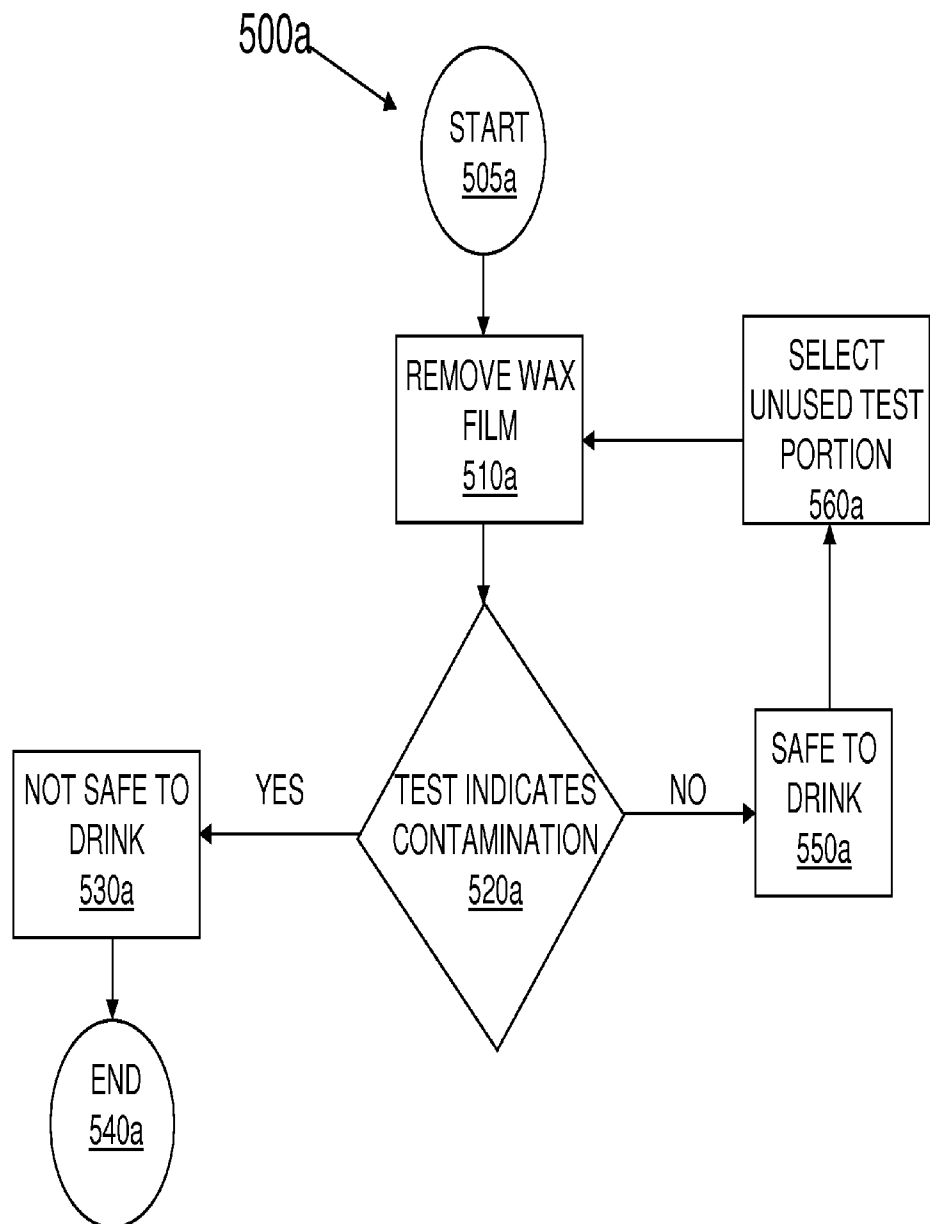 500a
START
505a
REMOVE WAX
FILM
510a
SELECT
UNUSED TEST
PORTION
560a
TEST INDICATES
CONTAMINATION
520a
YES
NO
NOT SAFE TO
DRINK
530a
SAFE TO
DRINK
550a
END
540a